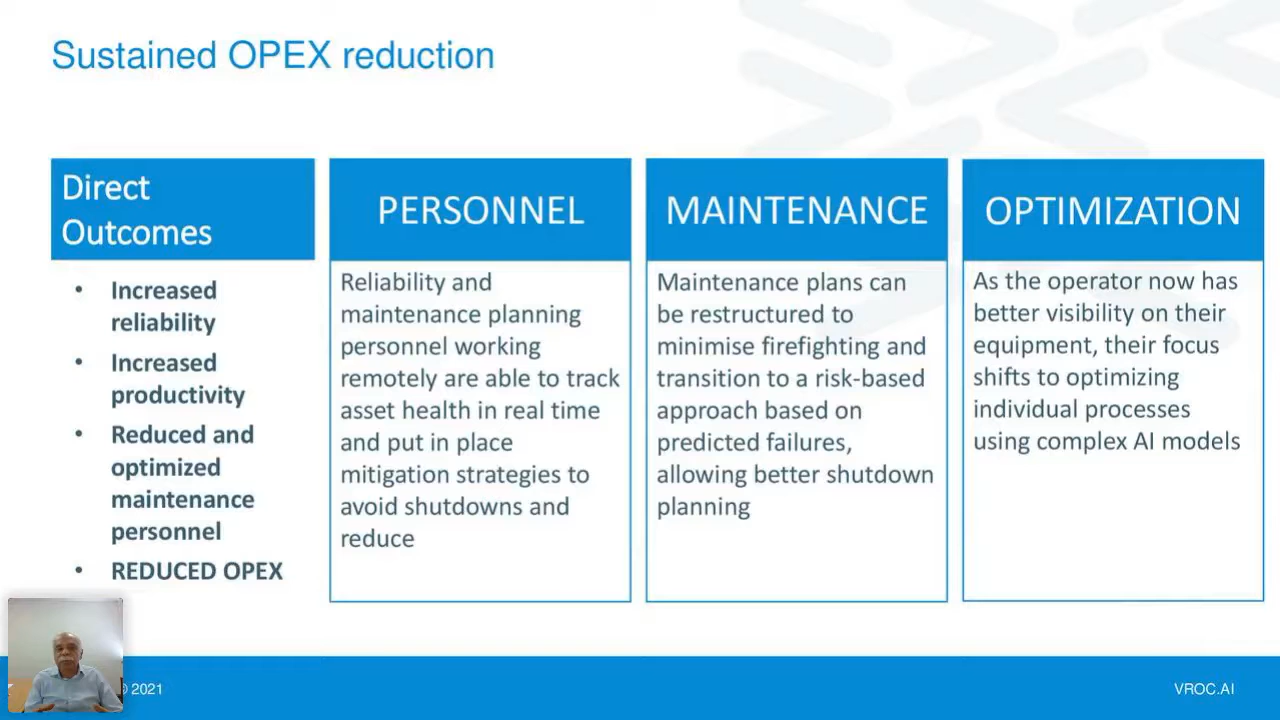 Sustained OPEX reduction
Direct
Outcomes
• Increased
reliability
• Increased
productivity
• Reduced and
optimized
maintenance
personnel
• REDUCED OPEX
PERSONNEL
Reliability and
maintenance planning
personnel working
remotely are able to track
asset health in real time
and put in place
mitigation strategies to
avoid shutdowns and
reduce
MAINTENANCE
Maintenance plans can
be restructured to
minimise firefighting and
transition to a risk-based
approach based on
predicted failures,
allowing better shutdown
planning
OPTIMIZATION
As the operator now has
better visibility on their
equipment, their focus
shifts to optimizing
individual processes
using complex AI models
© 2021
VROC.AI